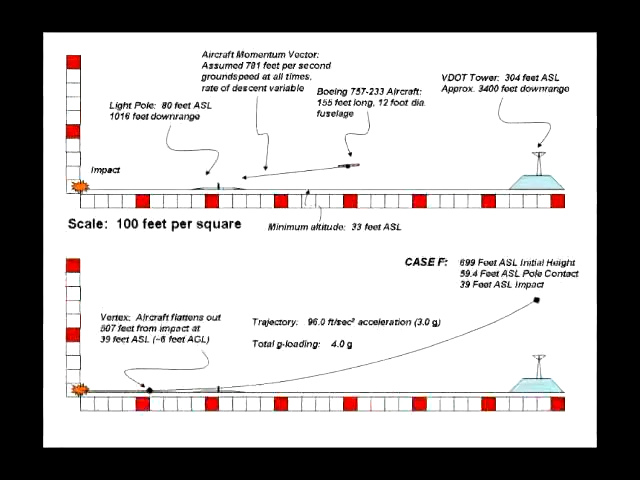 Aircraft Momentum Vector:
Assumed 781 feet per second
groundspeed at all times,
rate of descent variable
Boeing 757-233 Aircraft:
155 feet long, 12 foot dia.
fuselage
VDOT Tower: 304 feet ASL
Approx. 3400 feet downrange
Light Pole: 80 feet ASL
1016 feet downrange
Impact
Scale: 100 feet per square
Minimum altitude: 33 feet ASL
CASE F: 699 Feet ASL Initial Height
59.4 Feet ASL Pole Contact
39 Feet ASL Impact
Vertex: Aircraft flattens out
507 feet from impact at
39 feet ASL (~6 feet AGL)
Trajectory: 96.0 ft/sec² acceleration (3.0 g)
Total g-loading: 4.0 g